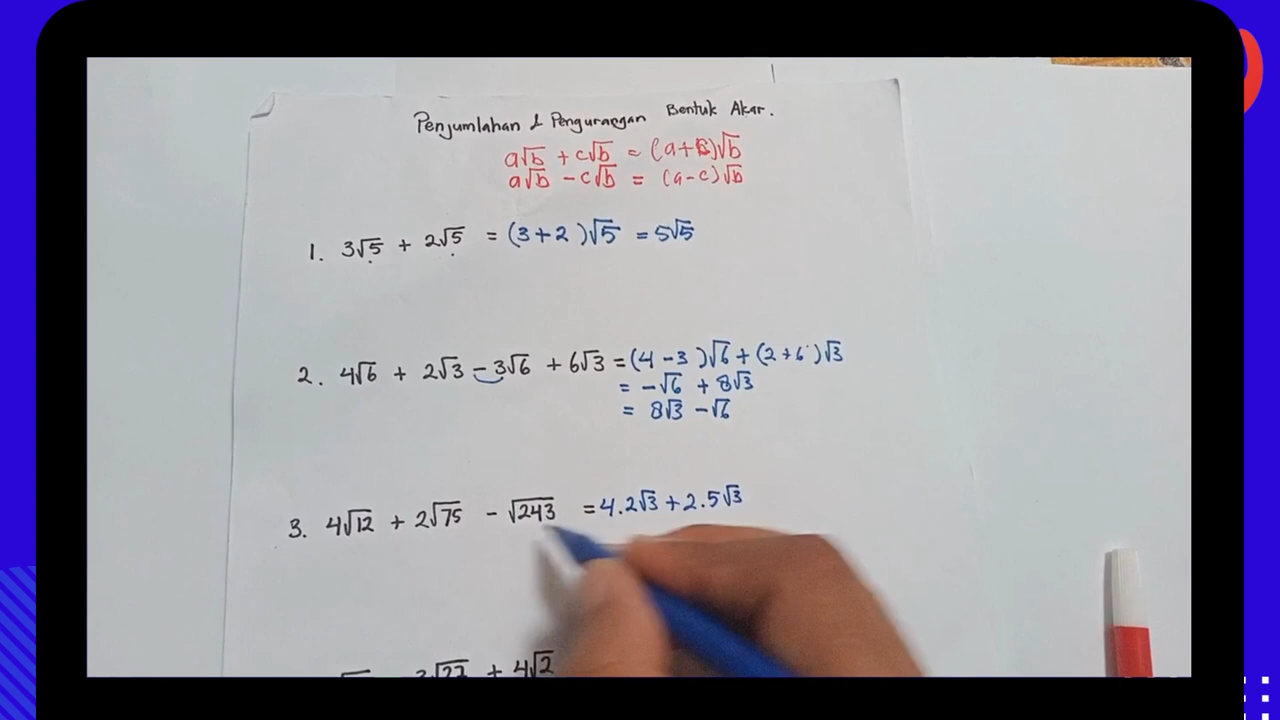 Penjumlahan & Pengurangan Bentuk Akar.
a√b + c√b = (a+c)√b
a√b - c√b = (a-c)√b
1. 3√5 + 2√5 = (3+2)√5 = 5√5
2. 4√6 + 2√3 - 3√6 + 6√3 = (4-3)√6 + (2+6)√3
= -√6 + 8√3
= 8√3 - √6
3. 4√12 + 2√75 - √243 = 4.2√3 + 2.5√3
+ 4√2